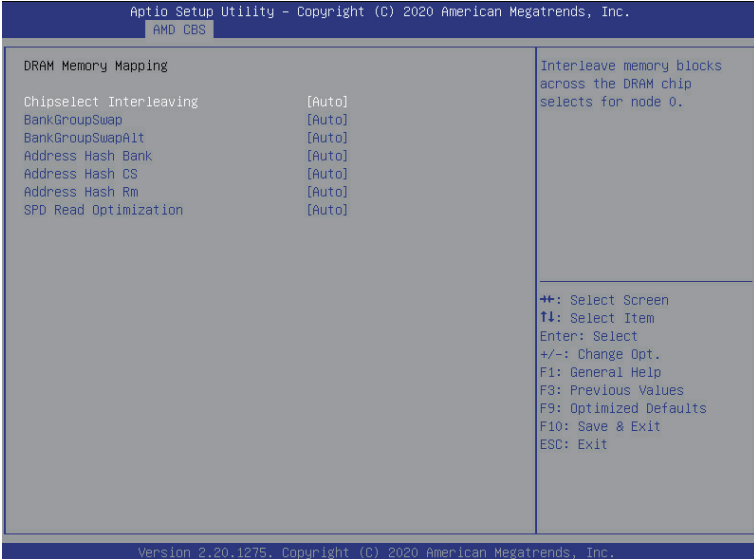 Aptio Setup Utility – Copyright (C) 2020 American Megatrends, Inc.
AMD CBS
DRAM Memory Mapping
Chipselect Interleaving [Auto]
BankGroupSwap [Auto]
BankGroupSwapAlt [Auto]
Address Hash Bank [Auto]
Address Hash CS [Auto]
Address Hash Rm [Auto]
SPD Read Optimization [Auto]
Interleave memory blocks
across the DRAM chip
selects for node 0.
→←: Select Screen
↑↓: Select Item
Enter: Select
+/-: Change Opt.
F1: General Help
F3: Previous Values
F9: Optimized Defaults
F10: Save & Exit
ESC: Exit
Version 2.20.1275. Copyright (C) 2020 American Megatrends, Inc.